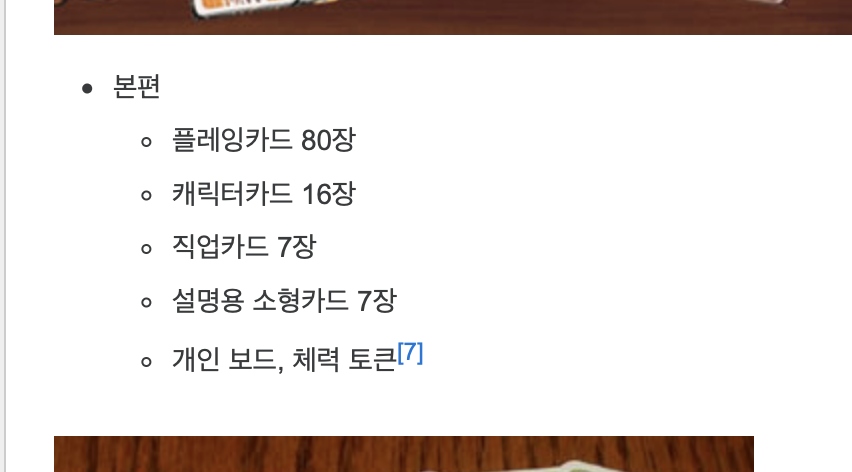 본편
플레잉카드 80장
캐릭터카드 16장
직업카드 7장
설명용 소형카드 7장
개인 보드, 체력 토큰[7]